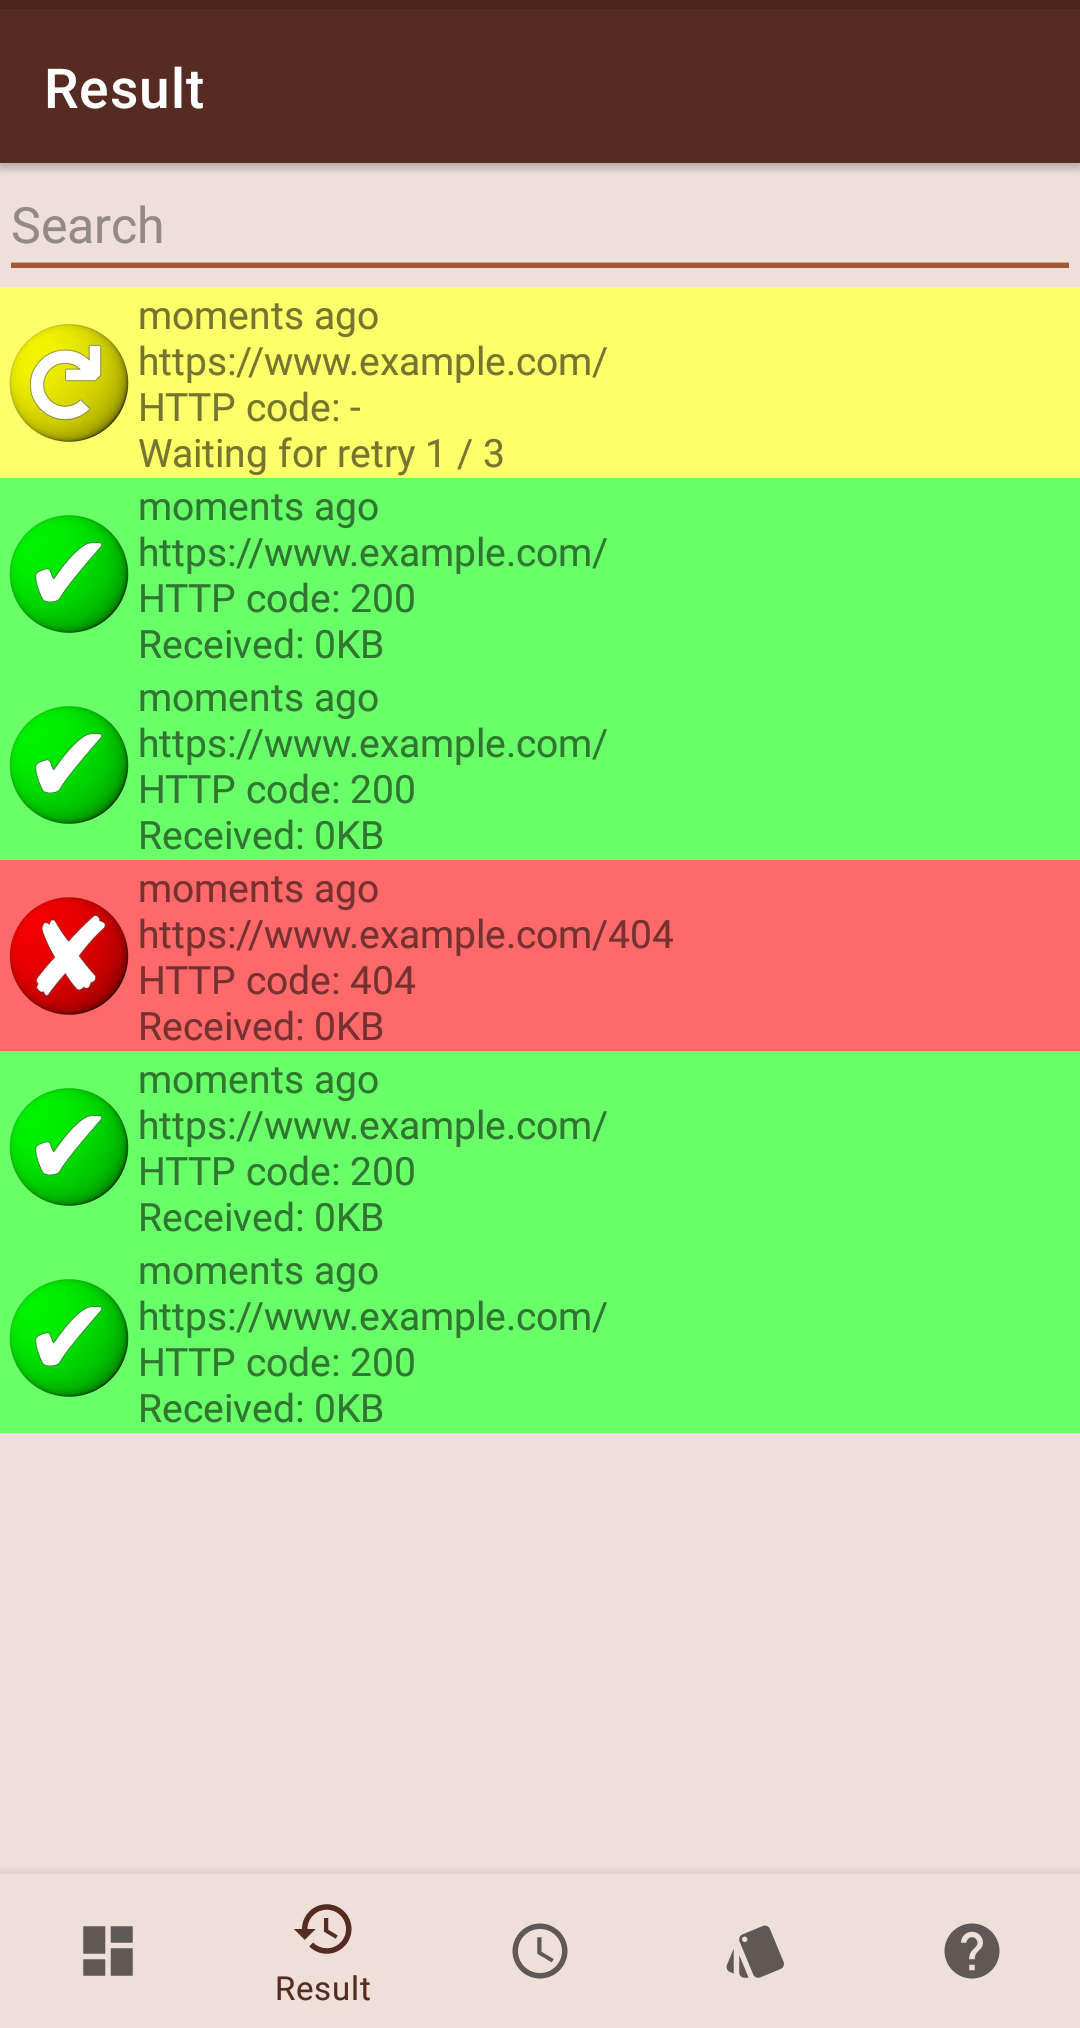 Result
Search
moments ago
https://www.example.com/
HTTP code: -
Waiting for retry 1 / 3
moments ago
https://www.example.com/
HTTP code: 200
Received: 0KB
moments ago
https://www.example.com/
HTTP code: 200
Received: 0KB
moments ago
https://www.example.com/404
HTTP code: 404
Received: 0KB
moments ago
https://www.example.com/
HTTP code: 200
Received: 0KB
moments ago
https://www.example.com/
HTTP code: 200
Received: 0KB
Result